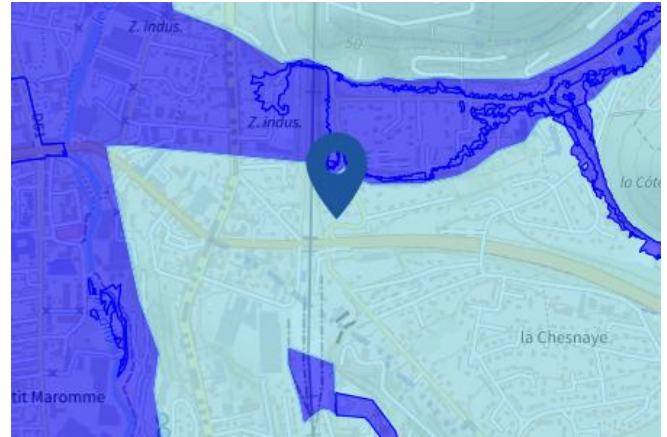 Z. indus.
50
Z. indus.
la Côte
la Chesnaye
tit Maromme